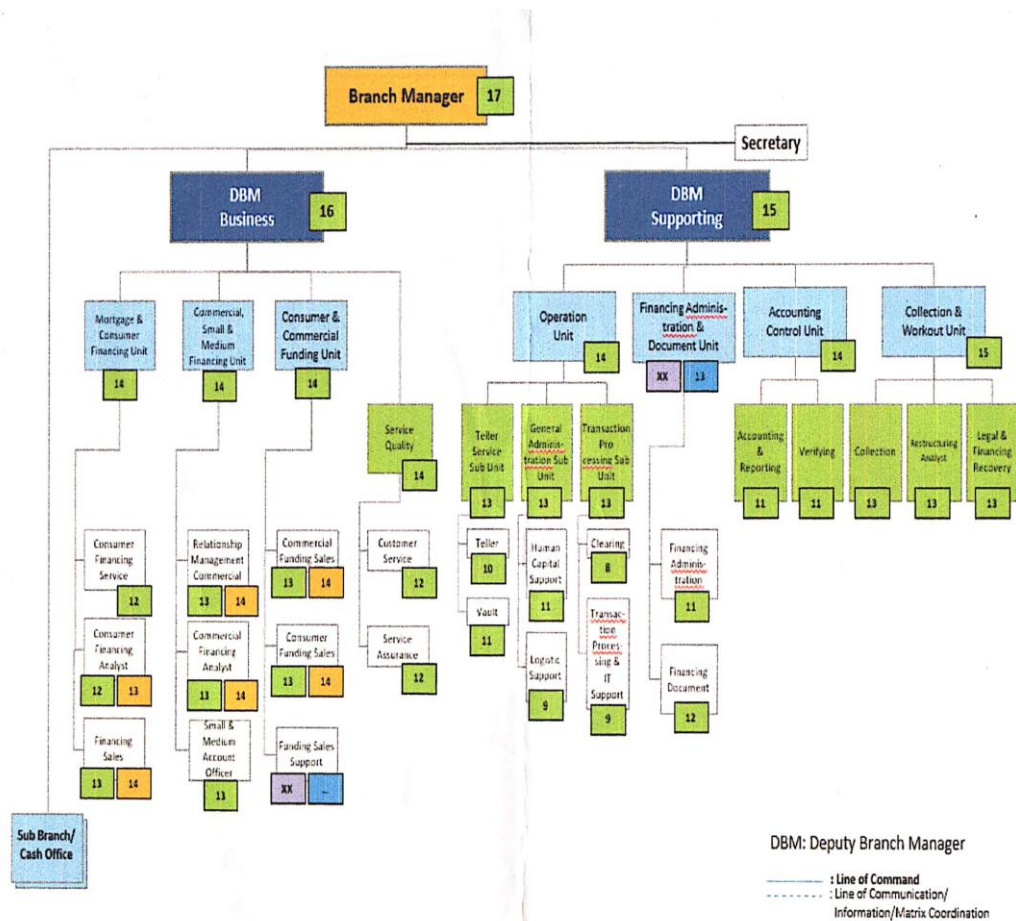 Branch Manager
17
Secretary
DBM
Business
16
DBM
Supporting
15
Mortgage &
Consumer
Financing Unit
14
Commercial,
Small &
Medium
Financing Unit
14
Consumer &
Commercial
Funding Unit
14
Service
Quality
14
Operation
Unit
14
Financing Adminis-
tration &
Document Unit
XX
13
Accounting
Control Unit
14
Collection &
Workout Unit
15
Teller
Service
Sub Unit
13
General
Adminis-
tration Sub
Unit
13
Transaction
Pro
cessing Sub
Unit
13
Accounting
&
Reporting
11
Verifying
11
Collection
13
Restructuring
Analyst
13
Legal &
Financing
Recovery
13
Consumer
Financing
Service
12
Consumer
Financing
Analyst
12
13
Financing
Sales
13
14
Relationship
Management
Commercial
13
14
Commercial
Financing
Analyst
13
14
Small &
Medium
Account
Officer
13
Commercial
Funding Sales
13
14
Consumer
Funding Sales
13
14
Funding Sales
Support
XX
_
Customer
Service
12
Service
Assurance
12
Teller
10
Vault
11
Human
Capital
Support
11
Logistic
Support
9
Clearing
8
Transac-
tion
Proces-
sing &
IT
Support
9
Financing
Adminis-
tration
11
Financing
Document
12
Sub Branch/
Cash Office
DBM: Deputy Branch Manager
: Line of Command
: Line of Communication/
Information/Matrix Coordination